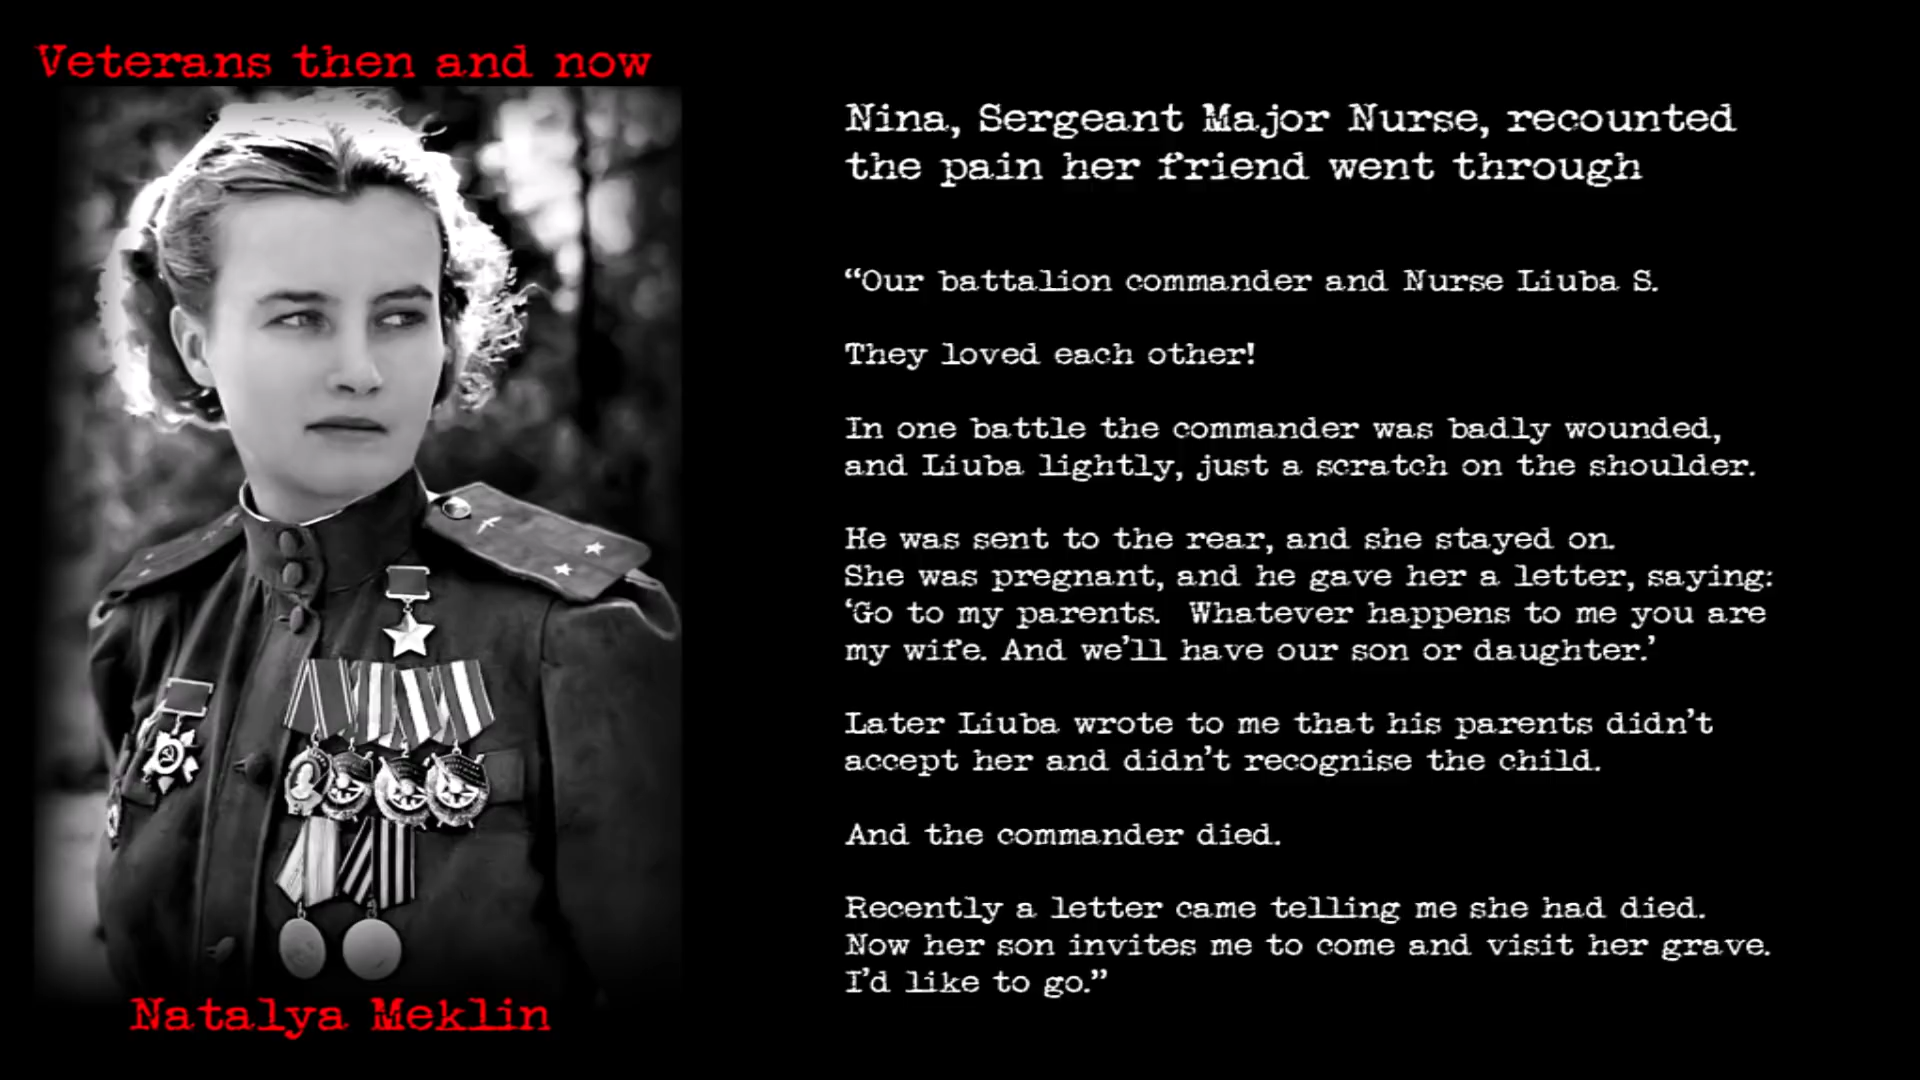 Veterans then and now
Nina, Sergeant Major Nurse, recounted
the pain her friend went through
“Our battalion commander and Nurse Liuba S.
They loved each other!
In one battle the commander was badly wounded,
and Liuba lightly, just a scratch on the shoulder.
He was sent to the rear, and she stayed on.
She was pregnant, and he gave her a letter, saying:
‘Go to my parents.  Whatever happens to me you are
my wife. And we’ll have our son or daughter.’
Later Liuba wrote to me that his parents didn’t
accept her and didn’t recognise the child.
And the commander died.
Recently a letter came telling me she had died.
Now her son invites me to come and visit her grave.
I’d like to go.”
Natalya Meklin